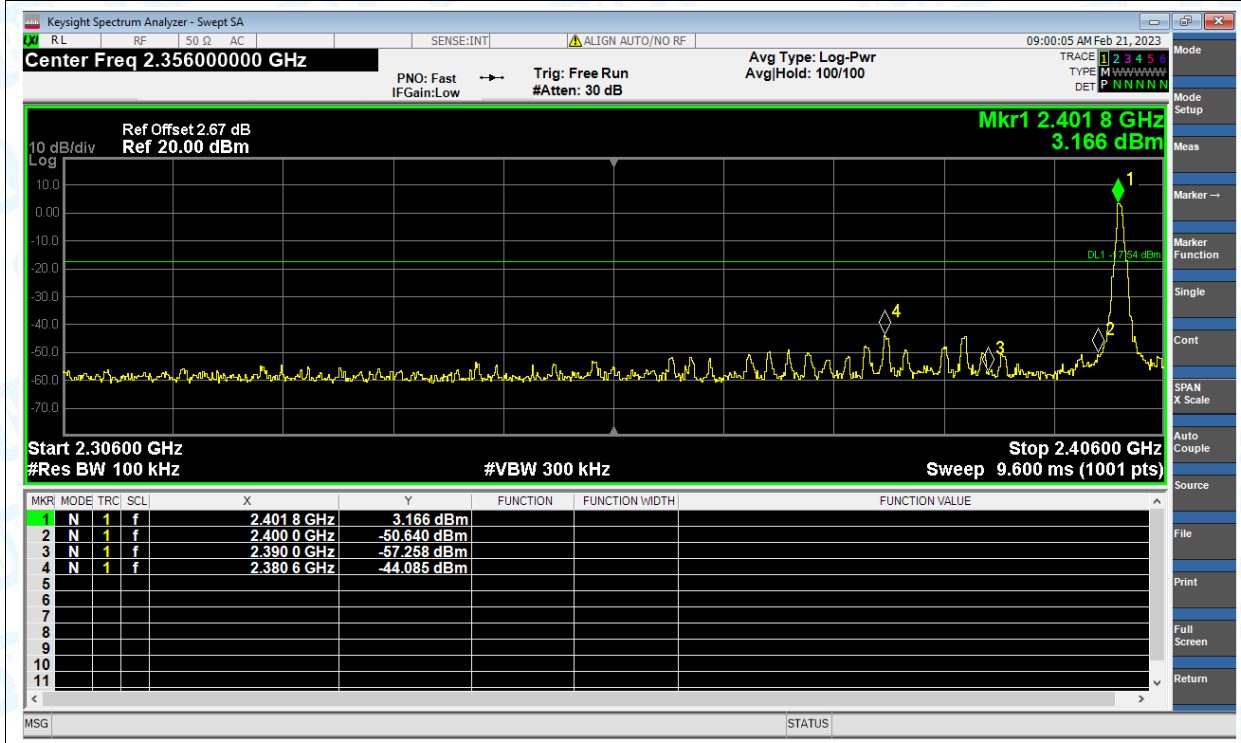 Keysight Spectrum Analyzer - Swept SA
LXI RL RF 50 Ω AC SENSE:INT ALIGN AUTO/NO RF 09:00:05 AM Feb 21, 2023
Center Freq 2.356000000 GHz
PNO: Fast
IFGain:Low
Trig: Free Run
#Atten: 30 dB
Avg Type: Log-Pwr
Avg|Hold: 100/100
TRACE 1 2 3 4 5 6
TYPE M WWWWW
DET P N N N N N
Ref Offset 2.67 dB
10 dB/div Ref 20.00 dBm
Log
Mkr1 2.401 8 GHz
3.166 dBm
10.0
0.00
-10.0
-20.0
-30.0
-40.0
-50.0
-60.0
-70.0
1
DL1 -17.54 dBm
4
2
3
Start 2.30600 GHz Stop 2.40600 GHz
#Res BW 100 kHz #VBW 300 kHz Sweep 9.600 ms (1001 pts)
MKR MODE TRC SCL X Y FUNCTION FUNCTION WIDTH FUNCTION VALUE
1 N 1 f 2.401 8 GHz 3.166 dBm
2 N 1 f 2.400 0 GHz -50.640 dBm
3 N 1 f 2.390 0 GHz -57.258 dBm
4 N 1 f 2.380 6 GHz -44.085 dBm
5
6
7
8
9
10
11
MSG STATUS
Mode
Mode
Setup
Meas
Marker →
Marker
Function
Single
Cont
SPAN
X Scale
Auto
Couple
Source
File
Print
Full
Screen
Return